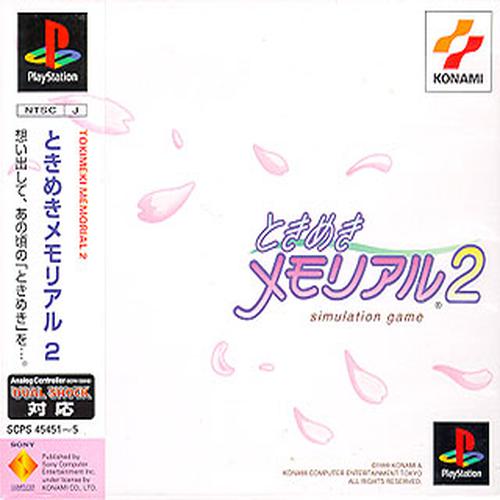 PlayStation
NTSC J
TOKIMEKI MEMORIAL 2
ときめきメモリアル 2
想い出して、あの頃の「ときめき」を…。
Analog Controller
DUAL SHOCK
対応
SCPS 45451~5
SONY
Published by
Sony Computer
Entertainment Inc.
under license by
KONAMI CO., LTD.
KONAMI
ときめき
メモリアル2
®
simulation game
©1999 KONAMI &
KONAMI COMPUTER ENTERTAINMENT TOKYO
ALL RIGHTS RESERVED.
PlayStation